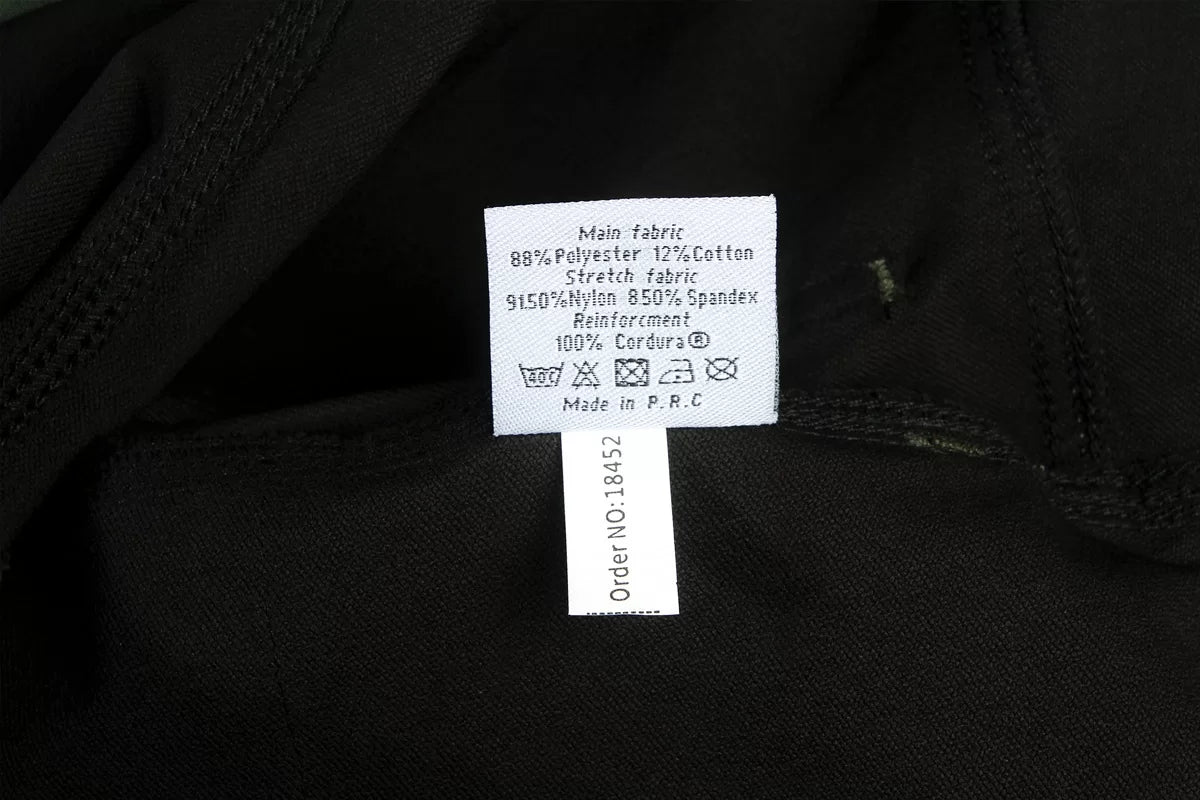 Main fabric
88%Polyester 12%Cotton
Stretch fabric
91.50%Nylon 8.50%Spandex
Reinforcment
100% Cordura®
40C
Made in P.R.C
Order NO:18452